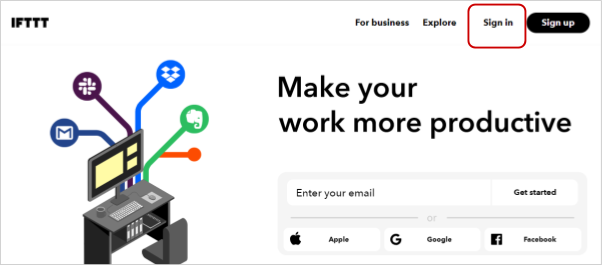 IFTTT For business Explore Sign in Sign up
Make your
work more productive
Enter your email Get started
or
Apple Google Facebook